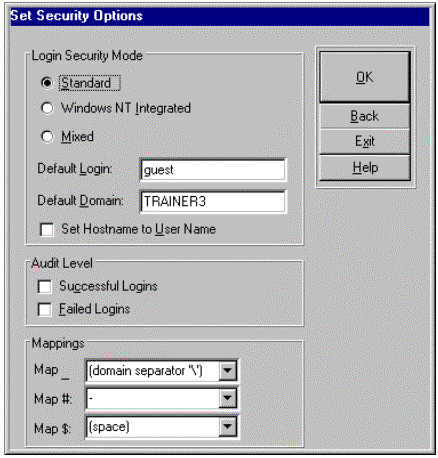 Set Security Options
Login Security Mode
Standard
Windows NT Integrated
Mixed
Default Login: guest
Default Domain: TRAINER3
Set Hostname to User Name
OK
Back
Exit
Help
Audit Level
Successful Logins
Failed Logins
Mappings
Map _ (domain separator '\')
Map #: -
Map $: (space)